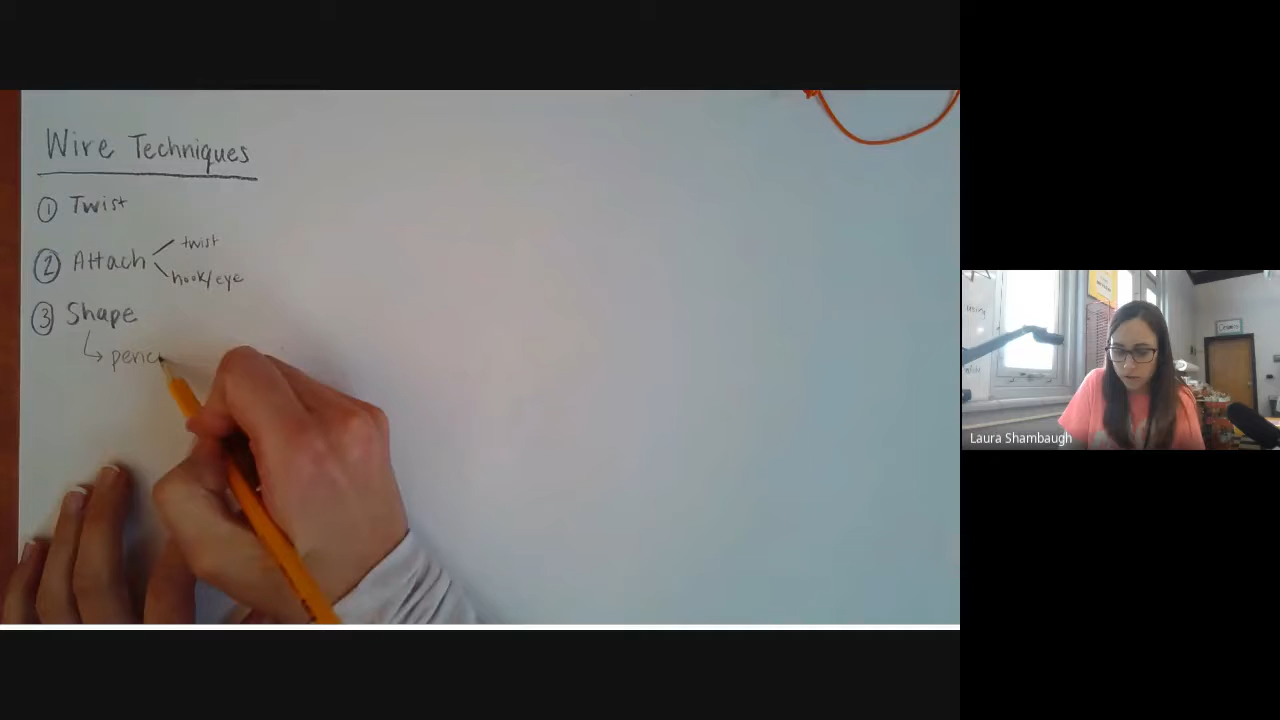 Wire Techniques
① Twist
② Attach
twist
hook/eye
③ Shape
↳ penc
Laura Shambaugh